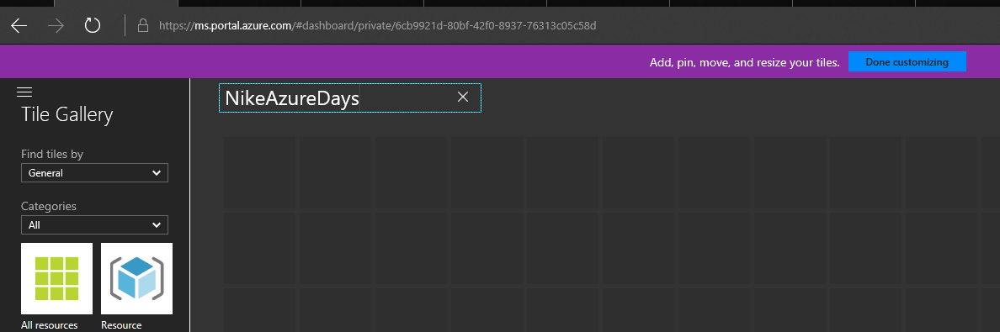 https://ms.portal.azure.com/#dashboard/private/6cb9921d-80bf-42f0-8937-76313c05c58d
Add, pin, move, and resize your tiles. Done customizing
NikeAzureDays
Tile Gallery
Find tiles by
General
Categories
All
All resources Resource